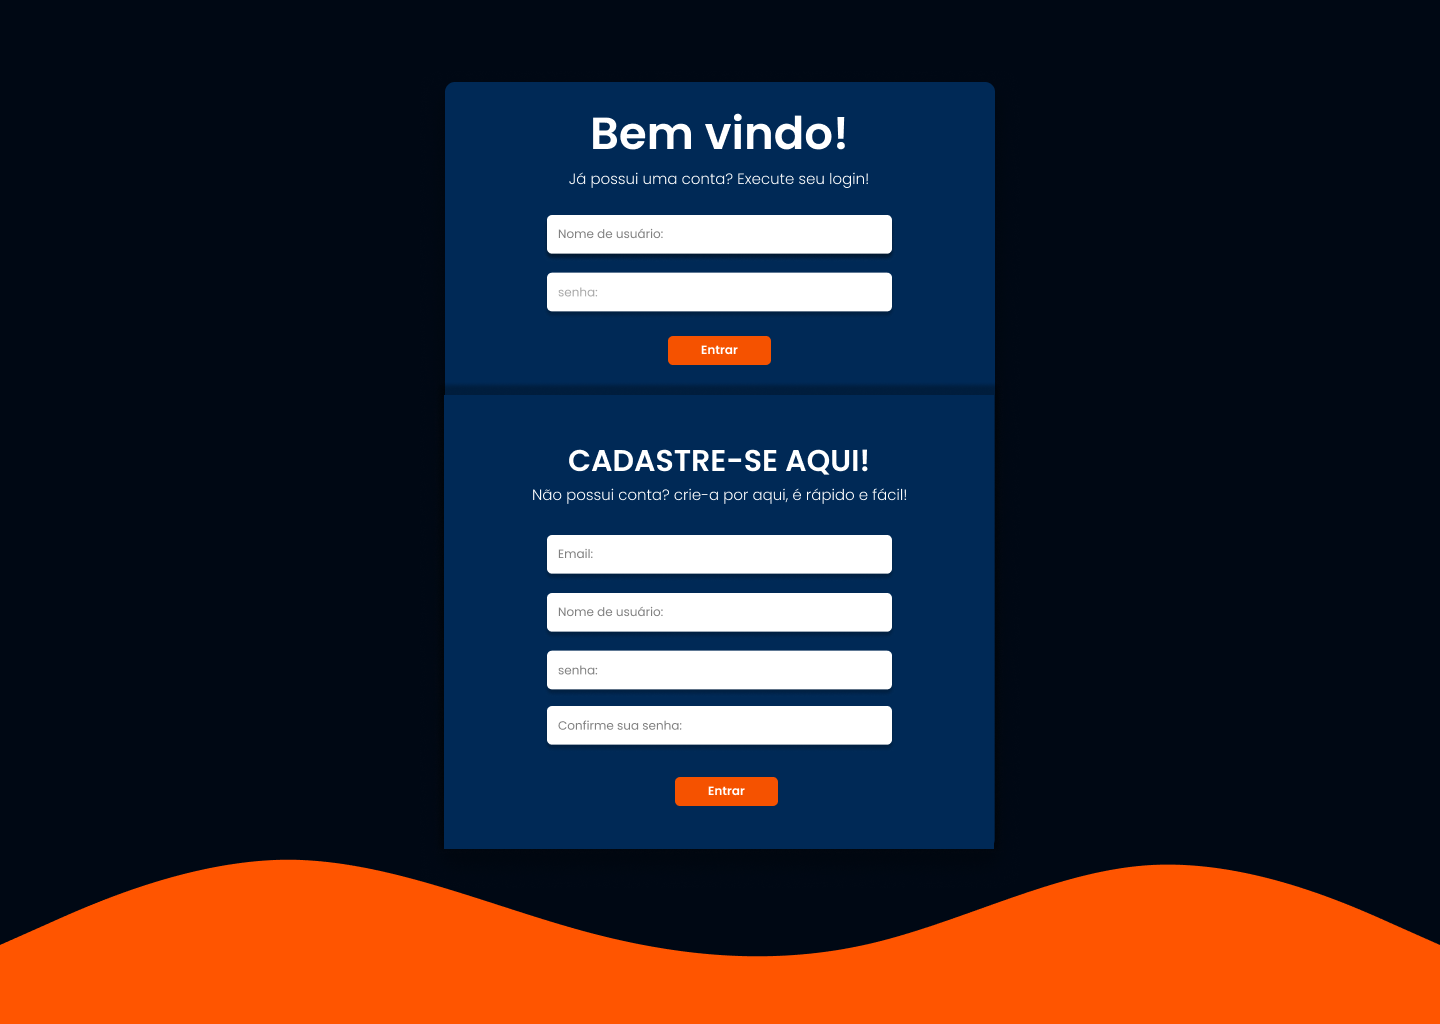 Bem vindo!
Já possui uma conta? Execute seu login!
Nome de usuário:
senha:
Entrar
CADASTRE-SE AQUI!
Não possui conta? crie-a por aqui, é rápido e fácil!
Email:
Nome de usuário:
senha:
Confirme sua senha:
Entrar